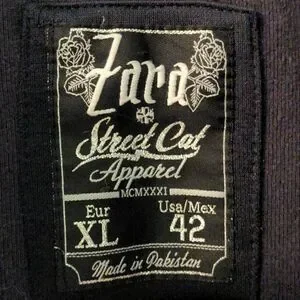 Zara
Street Cat
Apparel
MCMXXXI
Eur Usa/Mex
XL 42
Made in Pakistan